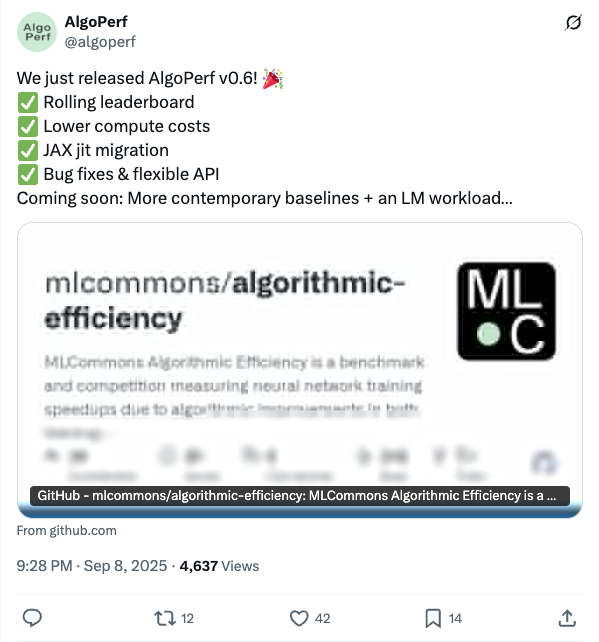 Algo
Perf
AlgoPerf
@algoperf
We just released AlgoPerf v0.6! 🎉
✅ Rolling leaderboard
✅ Lower compute costs
✅ JAX jit migration
✅ Bug fixes & flexible API
Coming soon: More contemporary baselines + an LM workload...
mlcommons/algorithmic-
efficiency
ML
C
MLCommons Algorithmic Efficiency is a benchmark
and competition measuring neural network training
speedups due to algorithmic improvements in both
GitHub - mlcommons/algorithmic-efficiency: MLCommons Algorithmic Efficiency is a ...
From github.com
9:28 PM · Sep 8, 2025 · 4,637 Views
12
42
14